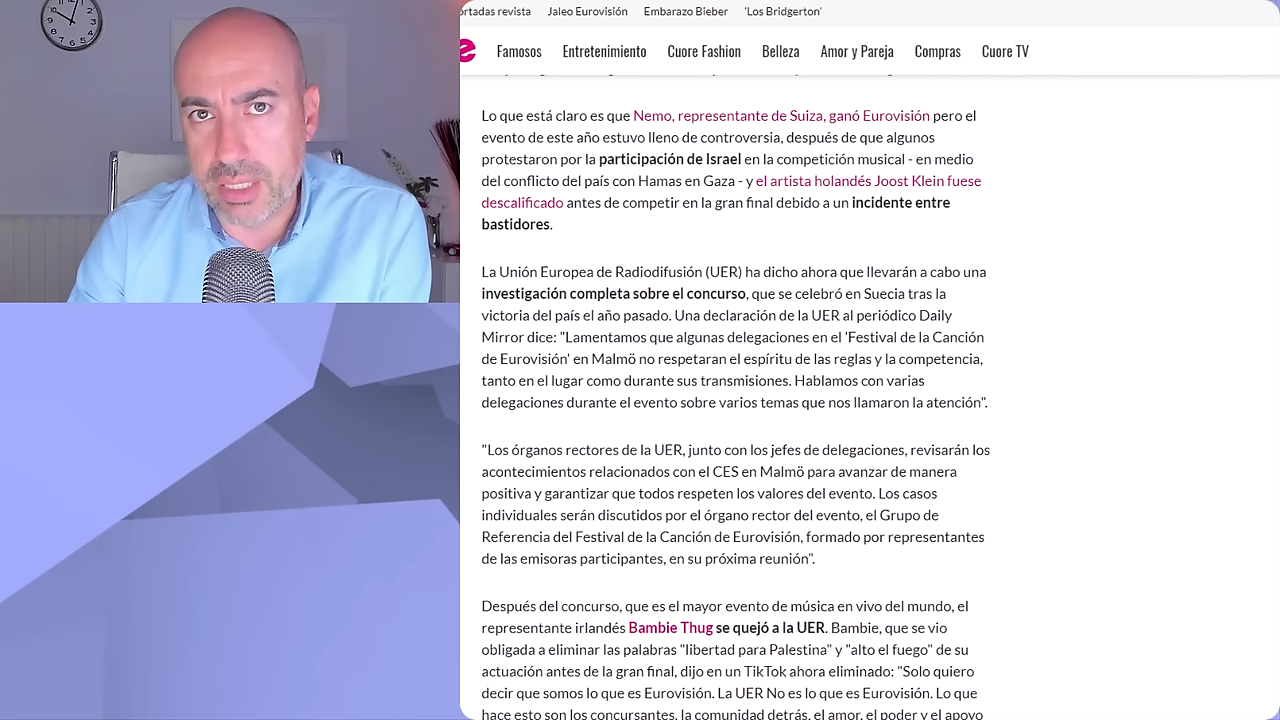 ortadas revista Jaleo Eurovisión Embarazo Bieber 'Los Bridgerton'
Famosos Entretenimiento Cuore Fashion Belleza Amor y Pareja Compras Cuore TV
Lo que está claro es que Nemo, representante de Suiza, ganó Eurovisión pero el
evento de este año estuvo lleno de controversia, después de que algunos
protestaron por la participación de Israel en la competición musical - en medio
del conflicto del país con Hamas en Gaza - y el artista holandés Joost Klein fuese
descalificado antes de competir en la gran final debido a un incidente entre
bastidores.
La Unión Europea de Radiodifusión (UER) ha dicho ahora que llevarán a cabo una
investigación completa sobre el concurso, que se celebró en Suecia tras la
victoria del país el año pasado. Una declaración de la UER al periódico Daily
Mirror dice: "Lamentamos que algunas delegaciones en el 'Festival de la Canción
de Eurovisión' en Malmö no respetaran el espíritu de las reglas y la competencia,
tanto en el lugar como durante sus transmisiones. Hablamos con varias
delegaciones durante el evento sobre varios temas que nos llamaron la atención".
"Los órganos rectores de la UER, junto con los jefes de delegaciones, revisarán los
acontecimientos relacionados con el CES en Malmö para avanzar de manera
positiva y garantizar que todos respeten los valores del evento. Los casos
individuales serán discutidos por el órgano rector del evento, el Grupo de
Referencia del Festival de la Canción de Eurovisión, formado por representantes
de las emisoras participantes, en su próxima reunión".
Después del concurso, que es el mayor evento de música en vivo del mundo, el
representante irlandés Bambie Thug se quejó a la UER. Bambie, que se vio
obligada a eliminar las palabras "libertad para Palestina" y "alto el fuego" de su
actuación antes de la gran final, dijo en un TikTok ahora eliminado: "Solo quiero
decir que somos lo que es Eurovisión. La UER No es lo que es Eurovisión. Lo que
hace esto son los concursantes, la comunidad detrás, el amor, el poder y el apoyo